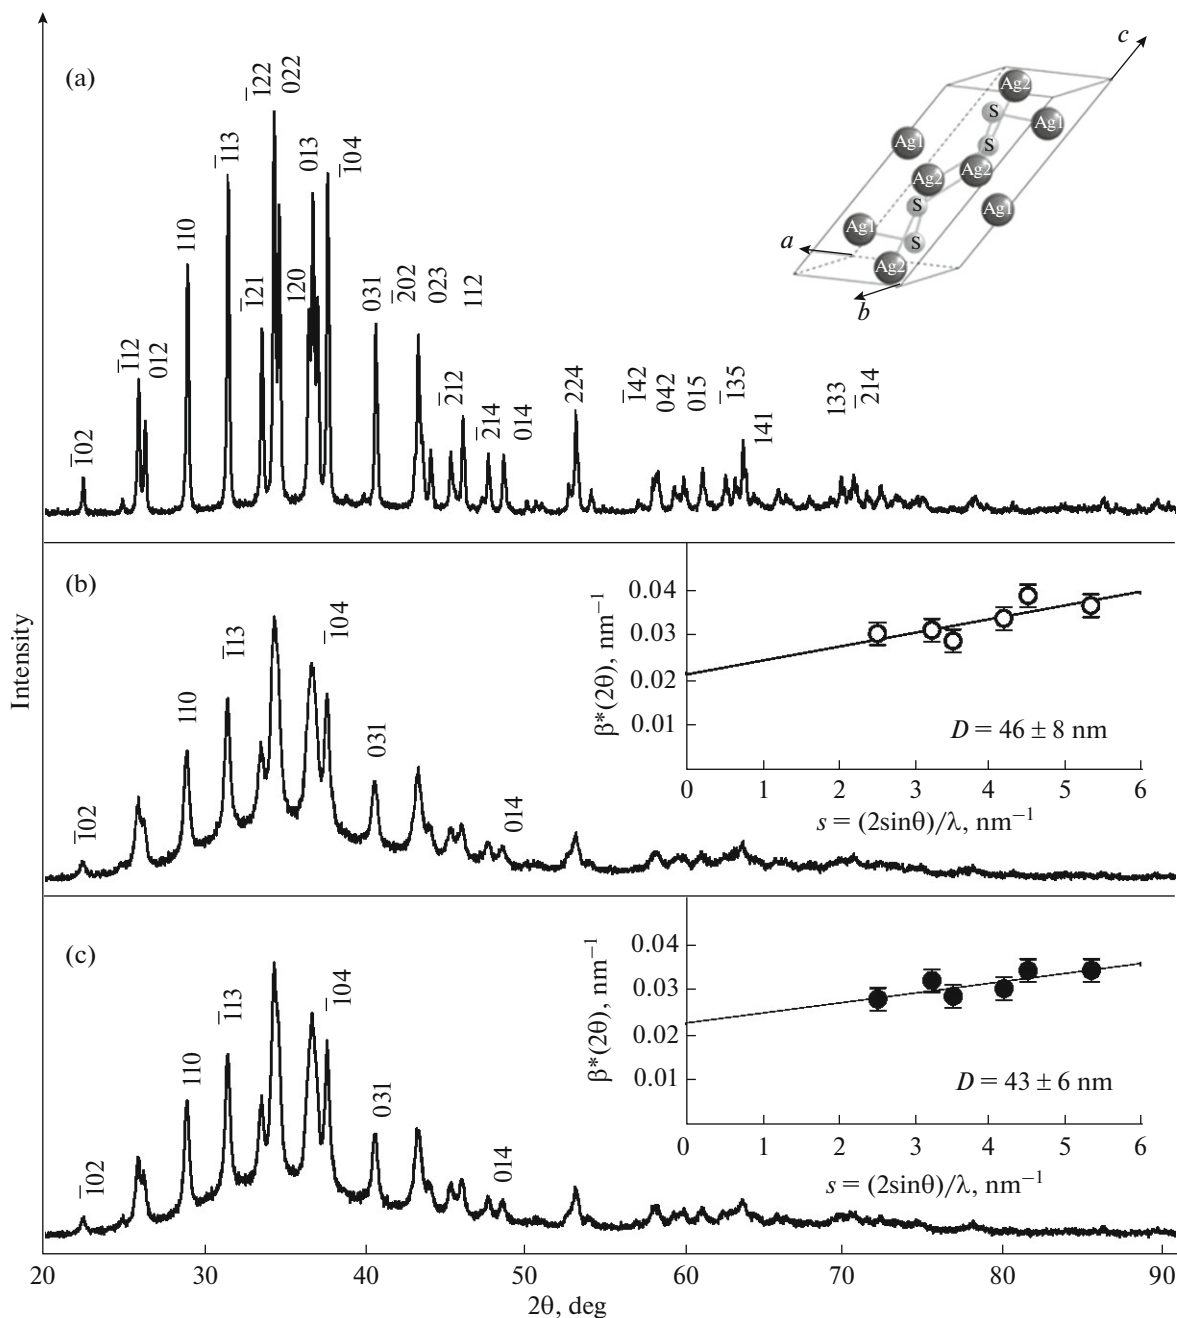 (a)
c
Ag2
S
Ag1
Ag1
S
Ag2
Ag2
S
Ag1
Ag1
S
a
Ag2
b
1̅02
1̅12
012
110
1̅13
1̅21
1̅22
022
120
013
1̅04
031
2̅02
023
112
2̅12
2̅14
014
224
1̅42
042
015
1̅35
141
133
2̅14
Intensity
(b)
1̅02
110
1̅13
1̅04
031
014
β*(2θ), nm⁻¹
0.04
0.03
0.02
0.01
D = 46 ± 8 nm
0 1 2 3 4 5 6
s = (2sinθ)/λ, nm⁻¹
(c)
1̅02
110
1̅13
1̅04
031
014
β*(2θ), nm⁻¹
0.04
0.03
0.02
0.01
D = 43 ± 6 nm
0 1 2 3 4 5 6
s = (2sinθ)/λ, nm⁻¹
20 30 40 50 60 70 80 90
2θ, deg